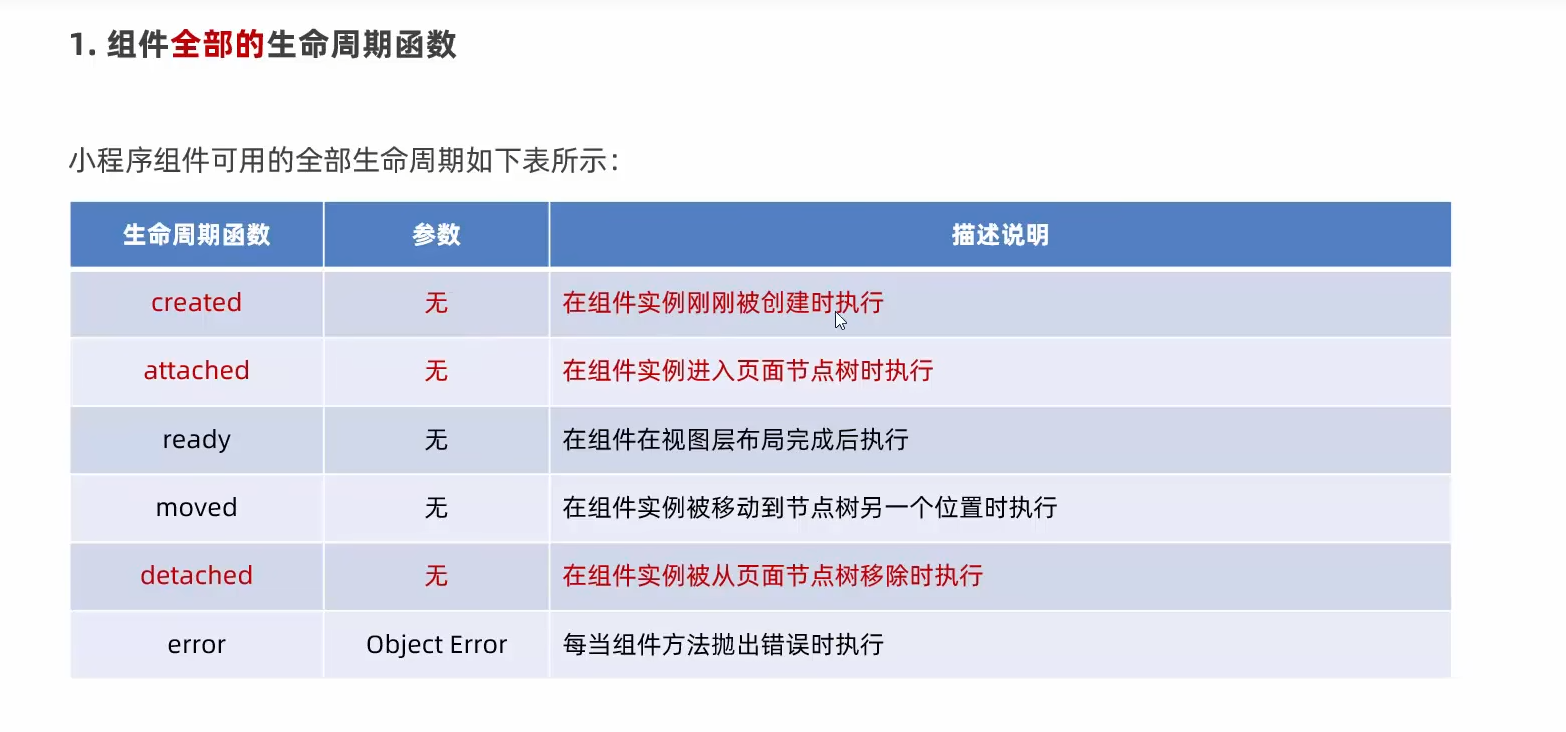 1. 组件全部的生命周期函数
小程序组件可用的全部生命周期如下表所示：
生命周期函数 参数 描述说明
created 无 在组件实例刚刚被创建时执行
attached 无 在组件实例进入页面节点树时执行
ready 无 在组件在视图层布局完成后执行
moved 无 在组件实例被移动到节点树另一个位置时执行
detached 无 在组件实例被从页面节点树移除时执行
error Object Error 每当组件方法抛出错误时执行